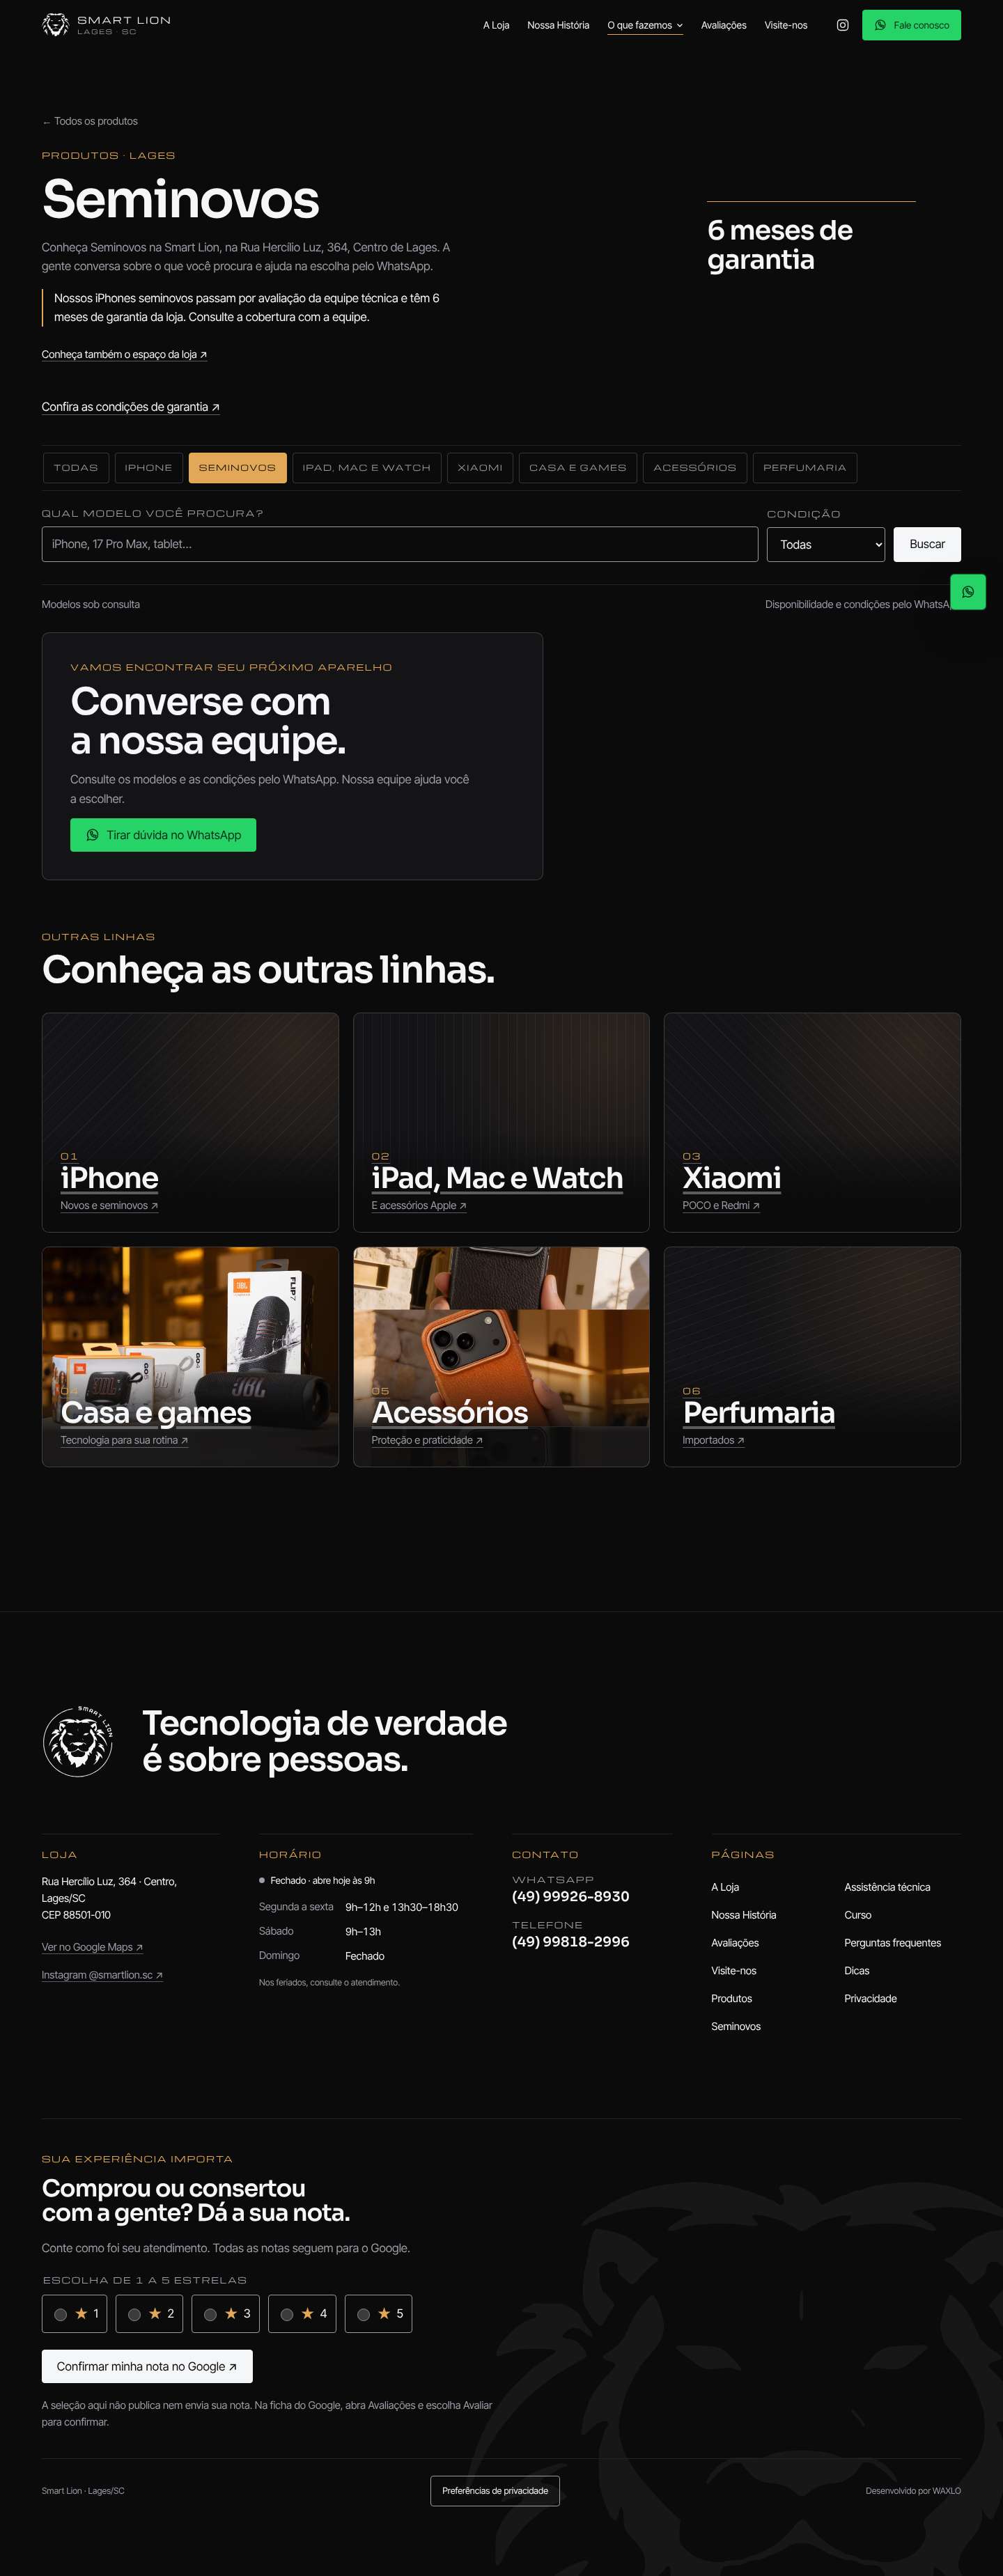 SMART LION
LAGES · SC
A Loja
Nossa História
O que fazemos
Avaliações
Visite-nos
Fale conosco
← Todos os produtos
PRODUTOS · LAGES
Seminovos
Conheça Seminovos na Smart Lion, na Rua Hercílio Luz, 364, Centro de Lages. A
gente conversa sobre o que você procura e ajuda na escolha pelo WhatsApp.
Nossos iPhones seminovos passam por avaliação da equipe técnica e têm 6
meses de garantia da loja. Consulte a cobertura com a equipe.
Conheça também o espaço da loja ↗
Confira as condições de garantia ↗
6 meses de
garantia
TODAS
IPHONE
SEMINOVOS
IPAD, MAC E WATCH
XIAOMI
CASA E GAMES
ACESSÓRIOS
PERFUMARIA
QUAL MODELO VOCÊ PROCURA?
iPhone, 17 Pro Max, tablet…
CONDIÇÃO
Todas
Buscar
Modelos sob consulta
Disponibilidade e condições pelo WhatsA
VAMOS ENCONTRAR SEU PRÓXIMO APARELHO
Converse com
a nossa equipe.
Consulte os modelos e as condições pelo WhatsApp. Nossa equipe ajuda você
a escolher.
Tirar dúvida no WhatsApp
OUTRAS LINHAS
Conheça as outras linhas.
01
iPhone
Novos e seminovos ↗
02
iPad, Mac e Watch
E acessórios Apple ↗
03
Xiaomi
POCO e Redmi ↗
JBL
FLIP7
JBL
GO4
JBL
04
Casa e games
Tecnologia para sua rotina ↗
05
Acessórios
Proteção e praticidade ↗
06
Perfumaria
Importados ↗
SMART LION
Tecnologia de verdade
é sobre pessoas.
LOJA
Rua Hercílio Luz, 364 · Centro,
Lages/SC
CEP 88501-010
Ver no Google Maps ↗
Instagram @smartlion.sc ↗
HORÁRIO
Fechado · abre hoje às 9h
Segunda a sexta 9h–12h e 13h30–18h30
Sábado 9h–13h
Domingo Fechado
Nos feriados, consulte o atendimento.
CONTATO
WHATSAPP
(49) 99926-8930
TELEFONE
(49) 99818-2996
PÁGINAS
A Loja
Nossa História
Avaliações
Visite-nos
Produtos
Seminovos
Assistência técnica
Curso
Perguntas frequentes
Dicas
Privacidade
SUA EXPERIÊNCIA IMPORTA
Comprou ou consertou
com a gente? Dá a sua nota.
Conte como foi seu atendimento. Todas as notas seguem para o Google.
ESCOLHA DE 1 A 5 ESTRELAS
★ 1
★ 2
★ 3
★ 4
★ 5
Confirmar minha nota no Google ↗
A seleção aqui não publica nem envia sua nota. Na ficha do Google, abra Avaliações e escolha Avaliar
para confirmar.
Smart Lion · Lages/SC
Preferências de privacidade
Desenvolvido por WAXLO